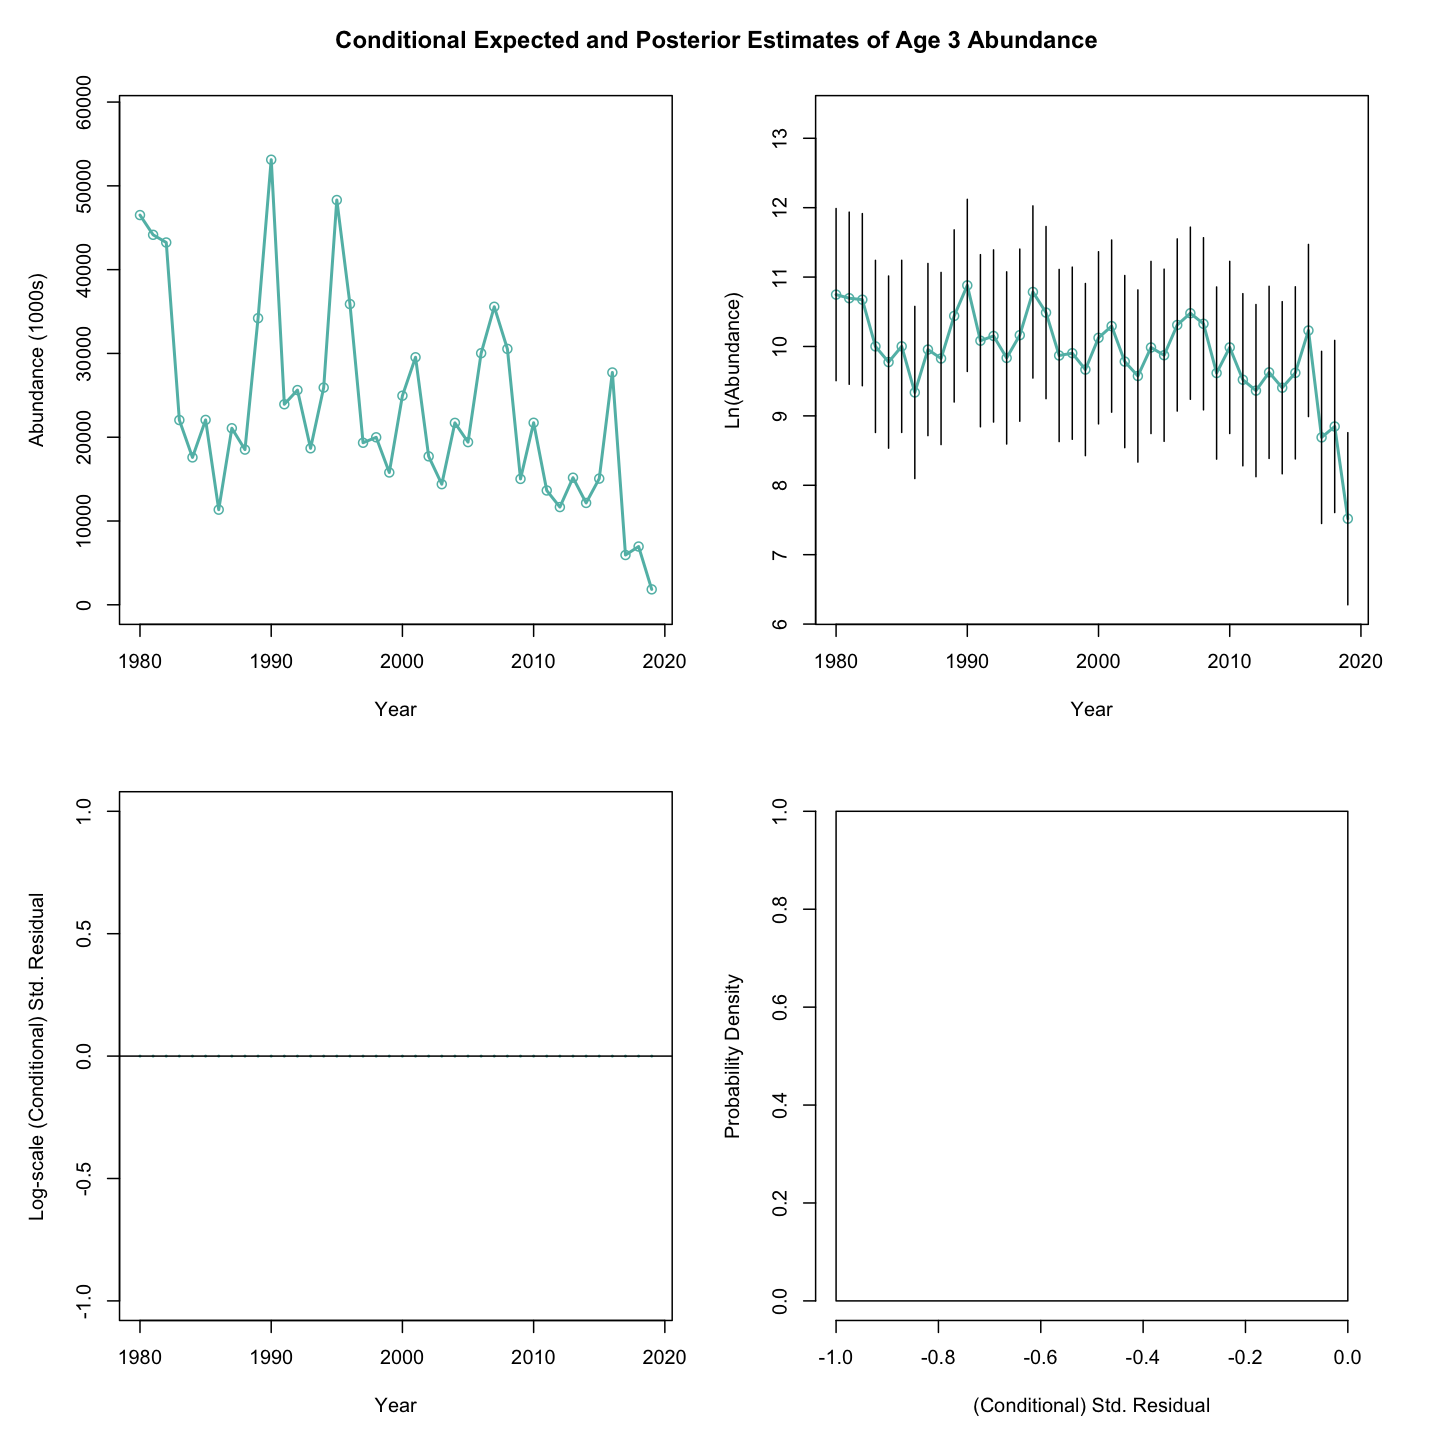 Conditional Expected and Posterior Estimates of Age 3 Abundance
Abundance (1000s)
60000
50000
40000
30000
20000
10000
0
1980 1990 2000 2010 2020
Year
Ln(Abundance)
13
12
11
10
9
8
7
6
1980 1990 2000 2010 2020
Year
Log-scale (Conditional) Std. Residual
1.0
0.5
0.0
-0.5
-1.0
1980 1990 2000 2010 2020
Year
Probability Density
1.0
0.8
0.6
0.4
0.2
0.0
-1.0 -0.8 -0.6 -0.4 -0.2 0.0
(Conditional) Std. Residual